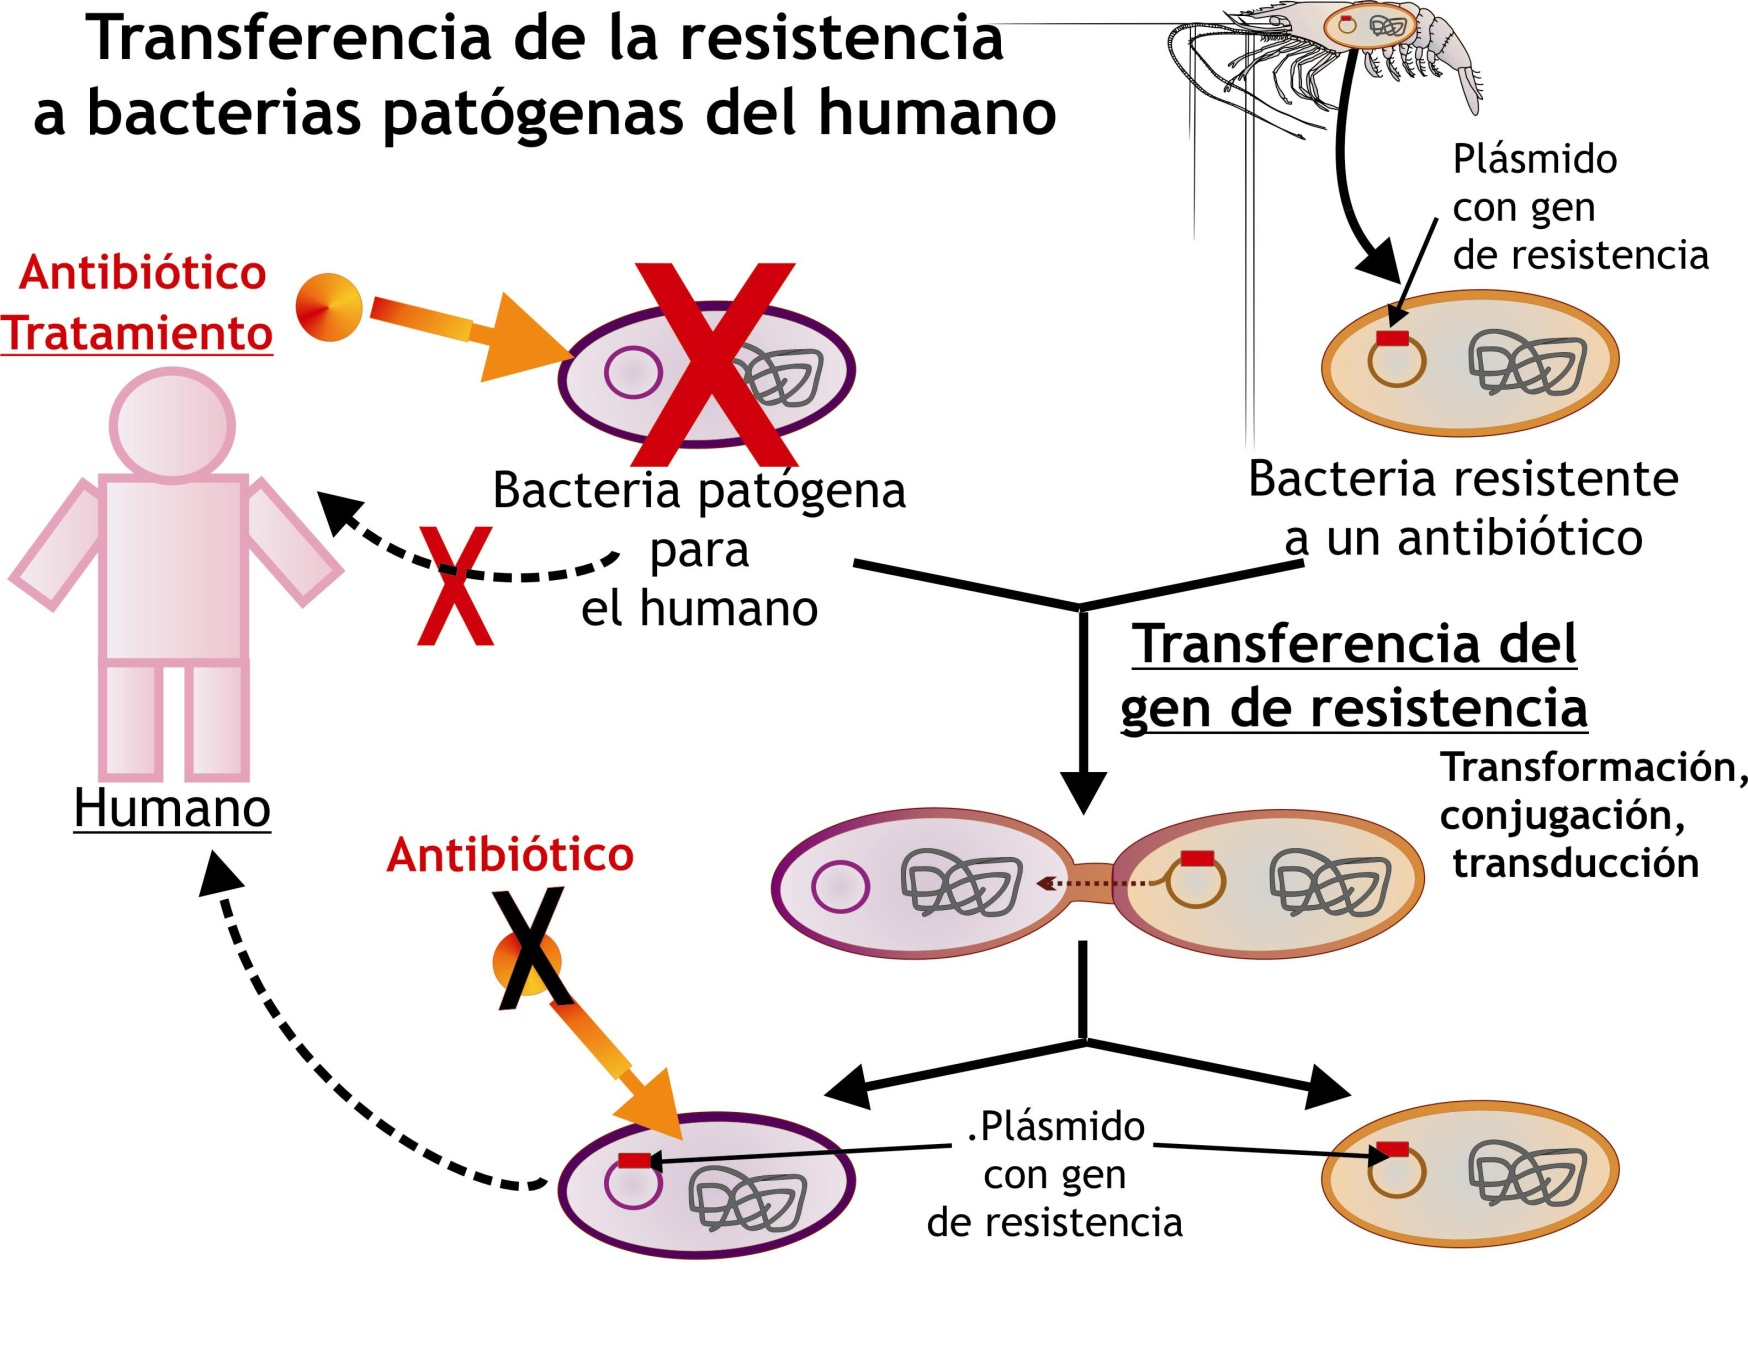 Transferencia de la resistencia
a bacterias patógenas del humano
Plásmido
con gen
de resistencia
Antibiótico
Tratamiento
Bacteria patógena
para
el humano
Bacteria resistente
a un antibiótico
Transferencia del
gen de resistencia
Transformación,
conjugación,
transducción
Humano
Antibiótico
.Plásmido
con gen
de resistencia